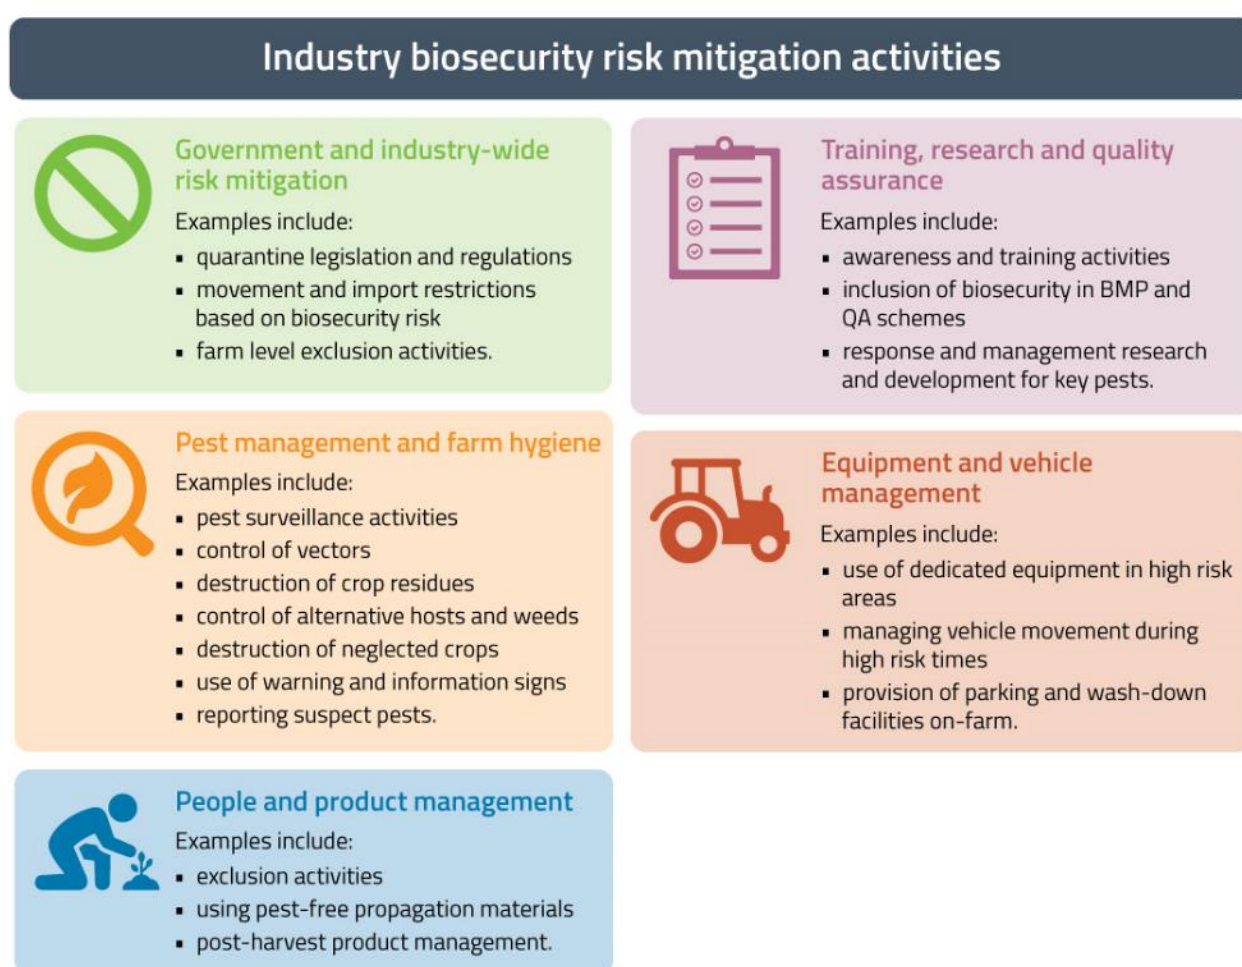 Industry biosecurity risk mitigation activities
Government and industry-wide
risk mitigation
Examples include:
▪ quarantine legislation and regulations
▪ movement and import restrictions
based on biosecurity risk
▪ farm level exclusion activities.
Pest management and farm hygiene
Examples include:
▪ pest surveillance activities
▪ control of vectors
▪ destruction of crop residues
▪ control of alternative hosts and weeds
▪ destruction of neglected crops
▪ use of warning and information signs
▪ reporting suspect pests.
People and product management
Examples include:
▪ exclusion activities
▪ using pest-free propagation materials
▪ post-harvest product management.
Training, research and quality
assurance
Examples include:
▪ awareness and training activities
▪ inclusion of biosecurity in BMP and
QA schemes
▪ response and management research
and development for key pests.
Equipment and vehicle
management
Examples include:
▪ use of dedicated equipment in high risk
areas
▪ managing vehicle movement during
high risk times
▪ provision of parking and wash-down
facilities on-farm.